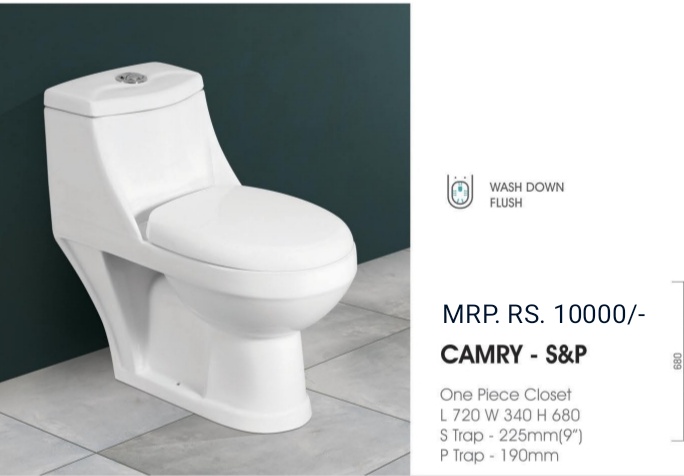 WASH DOWN
FLUSH
MRP. RS. 10000/-
CAMRY - S&P
One Piece Closet
L 720 W 340 H 680
S Trap - 225mm(9")
P Trap - 190mm
680